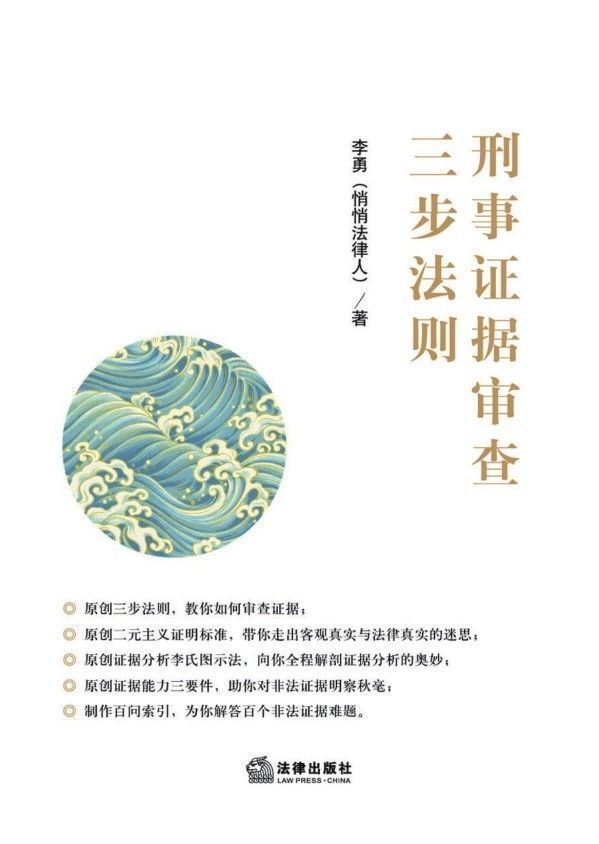 刑事证据审查
三步法则
李勇（悄悄法律人）／著
◎ 原创三步法则，教你如何审查证据；
◎ 原创二元主义证明标准，带你走出客观真实与法律真实的迷思；
◎ 原创证据分析李氏图示法，向你全程解剖证据分析的奥妙；
◎ 原创证据能力三要件，助你对非法证据明察秋毫；
◎ 制作百问索引，为你解答百个非法证据难题。
法律出版社
LAW PRESS·CHINA